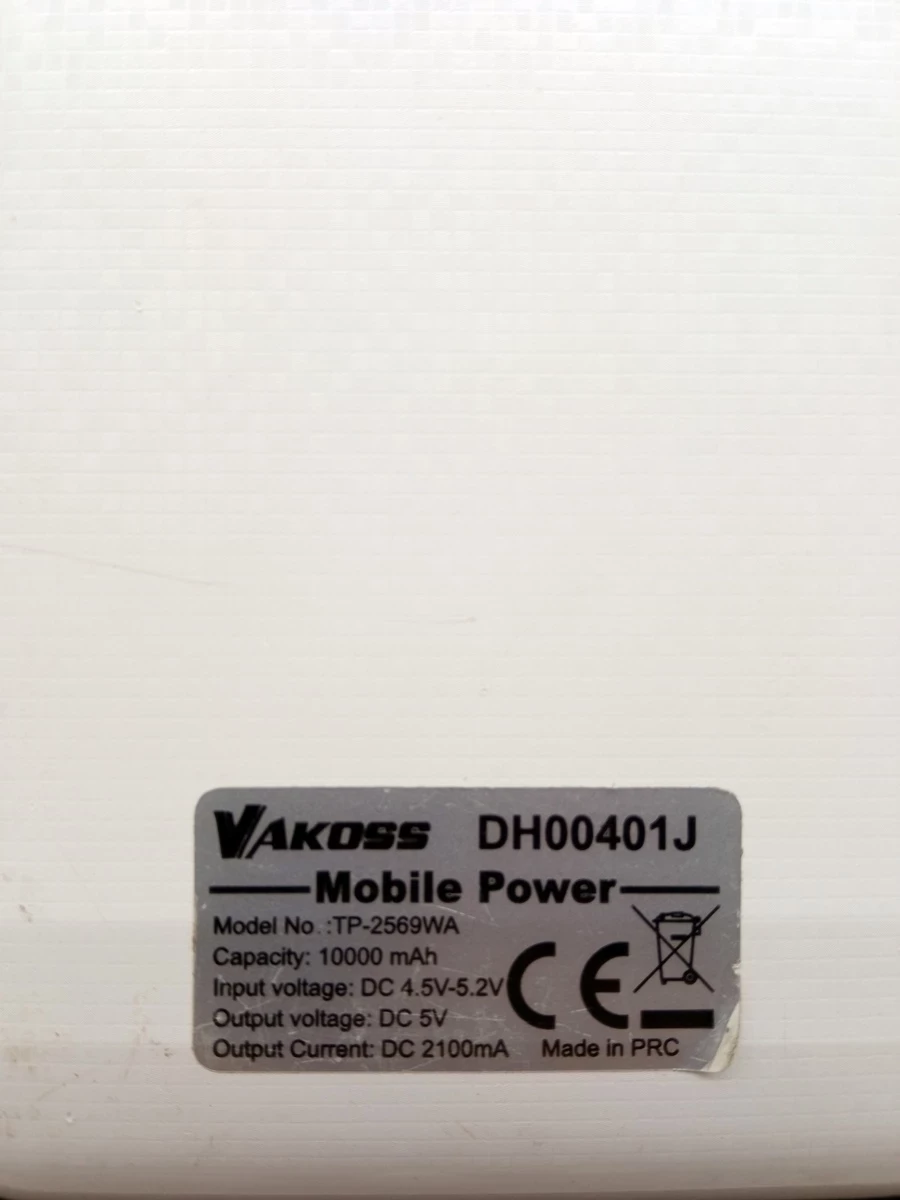 VAKOSS DH00401J
Mobile Power
Model No.:TP-2569WA
Capacity: 10000 mAh
Input voltage: DC 4.5V-5.2V
Output voltage: DC 5V
Output Current: DC 2100mA Made in PRC
CE